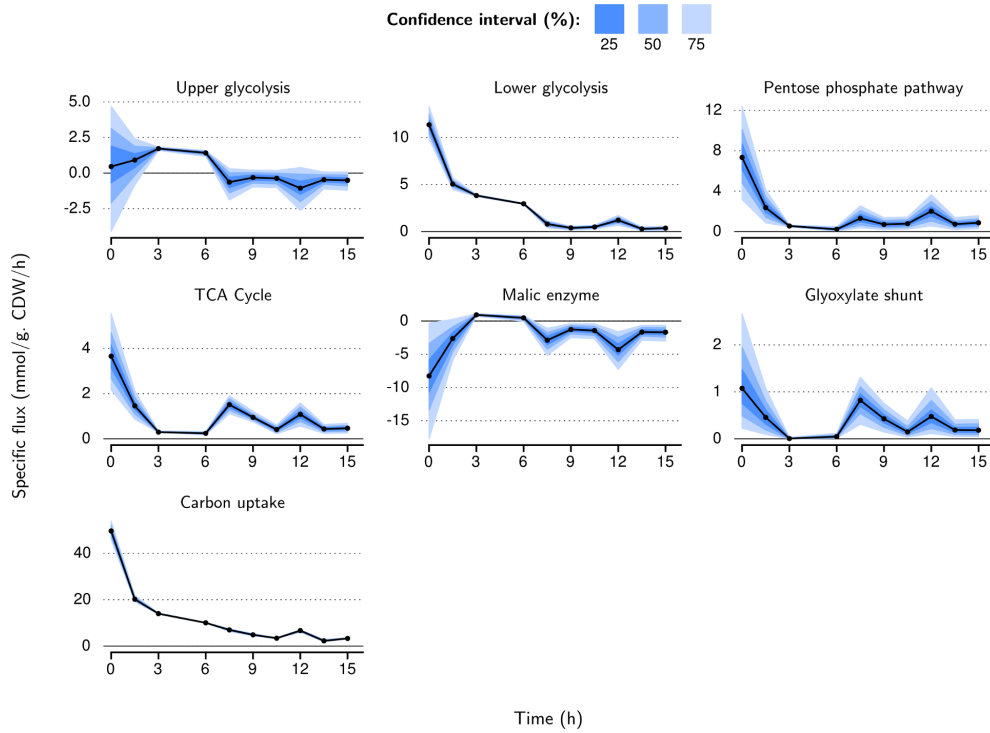 Confidence interval (%):
25 50 75
Upper glycolysis
5.0
2.5
0.0
-2.5
0 3 6 9 12 15
Lower glycolysis
10
5
0
0 3 6 9 12 15
Pentose phosphate pathway
12
8
4
0
0 3 6 9 12 15
TCA Cycle
4
2
0
0 3 6 9 12 15
Malic enzyme
0
-5
-10
-15
0 3 6 9 12 15
Glyoxylate shunt
2
1
0
0 3 6 9 12 15
Carbon uptake
40
20
0
0 3 6 9 12 15
Specific flux (mmol/g. CDW/h)
Time (h)